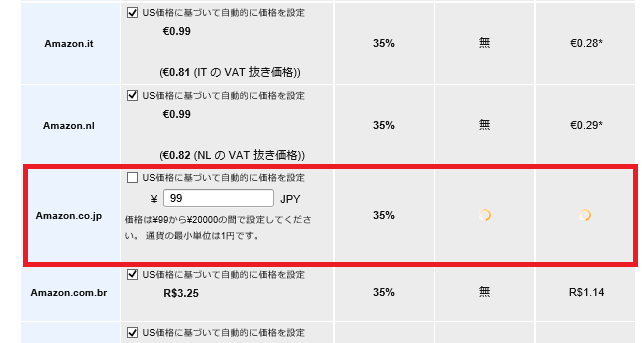 US価格に基づいて自動的に価格を設定
€0.99
Amazon.it 35% 無 €0.28*
(€0.81 (IT の VAT 抜き価格))
US価格に基づいて自動的に価格を設定
€0.99
Amazon.nl 35% 無 €0.29*
(€0.82 (NL の VAT 抜き価格))
US価格に基づいて自動的に価格を設定
¥ 99 JPY
Amazon.co.jp 35%
価格は¥99から¥20000の間で設定してくださ
い。 通貨の最小単位は1円です。
US価格に基づいて自動的に価格を設定
Amazon.com.br R$3.25 35% 無 R$1.14
US価格に基づいて自動的に価格を設定